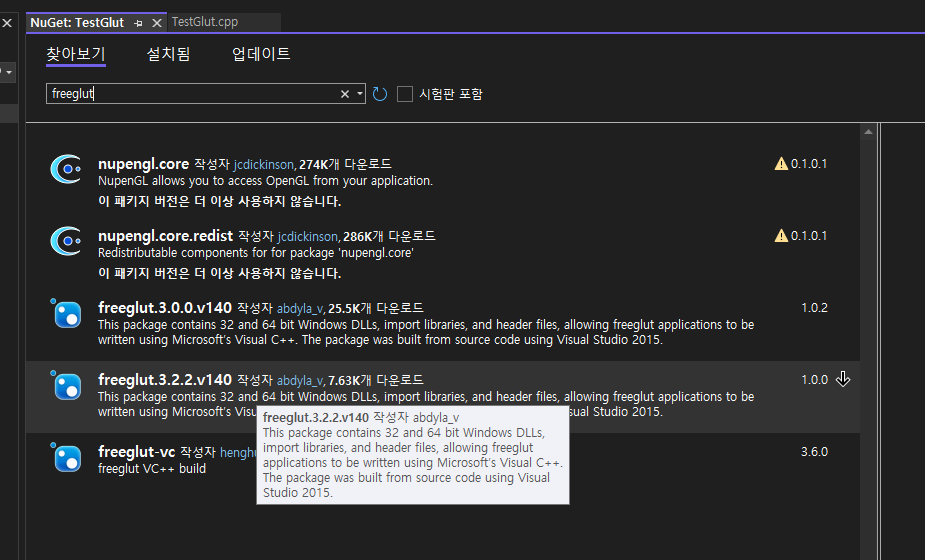 NuGet: TestGlut
TestGlut.cpp
찾아보기 설치됨 업데이트
freeglut
시험판 포함
nupengl.core 작성자 jcdickinson, 274K개 다운로드 0.1.0.1
NupenGL allows you to access OpenGL from your application.
이 패키지 버전은 더 이상 사용하지 않습니다.
nupengl.core.redist 작성자 jcdickinson, 286K개 다운로드 0.1.0.1
Redistributable components for for package 'nupengl.core'
이 패키지 버전은 더 이상 사용하지 않습니다.
freeglut.3.0.0.v140 작성자 abdyla_v, 25.5K개 다운로드 1.0.2
This package contains 32 and 64 bit Windows DLLs, import libraries, and header files, allowing freeglut applications to be
written using Microsoft's Visual C++. The package was built from source code using Visual Studio 2015.
freeglut.3.2.2.v140 작성자 abdyla_v, 7.63K개 다운로드 1.0.0
This package contains 32 and 64 bit Windows DLLs, import libraries, and header files, allowing freeglut applications to be
written using Microsoft's
sual Studio 2015.
freeglut.3.2.2.v140 작성자 abdyla_v
This package contains 32 and 64 bit Windows DLLs,
import libraries, and header files, allowing freeglut
applications to be written using Microsoft's Visual C++.
The package was built from source code using Visual
Studio 2015.
freeglut-vc 작성자 3.6.0
freeglut VC++ build